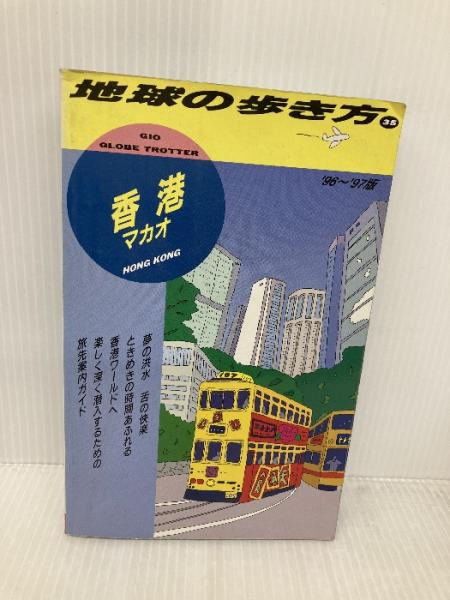 地球の歩き方
35
GIO
GLOBE TROTTER
'96～'97版
香港
マカオ
HONG KONG
夢の洪水 舌の快楽
ときめきの時間あふれる
香港ワールドへ
楽しく深く潜入するための
旅先案内ガイド
107